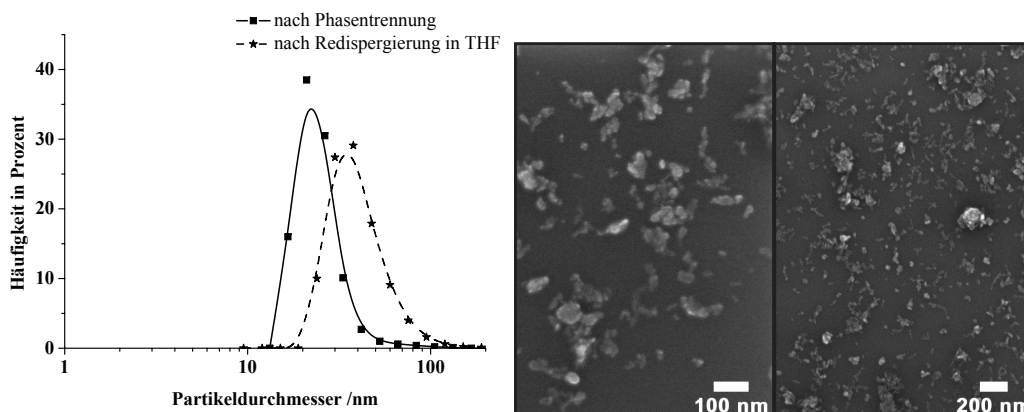 nach Phasentrennung
nach Redispergierung in THF
40
30
20
10
0
Häufigkeit in Prozent
1
10
100
Partikeldurchmesser /nm
100 nm
200 nm